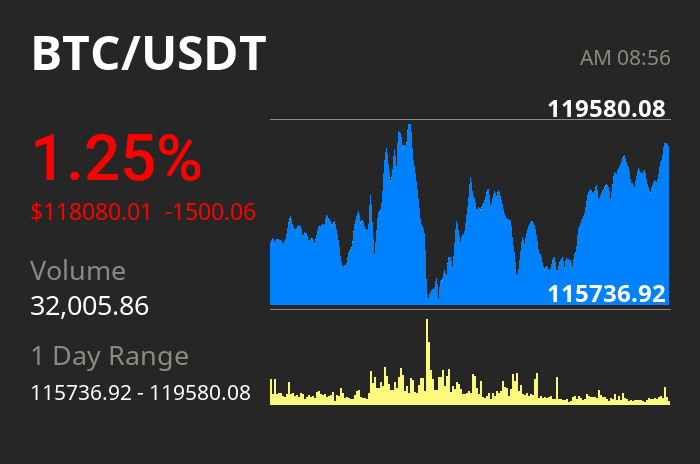 BTC/USDT
AM 08:56
119580.08
1.25%
$118080.01 -1500.06
Volume
32,005.86
115736.92
1 Day Range
115736.92 - 119580.08